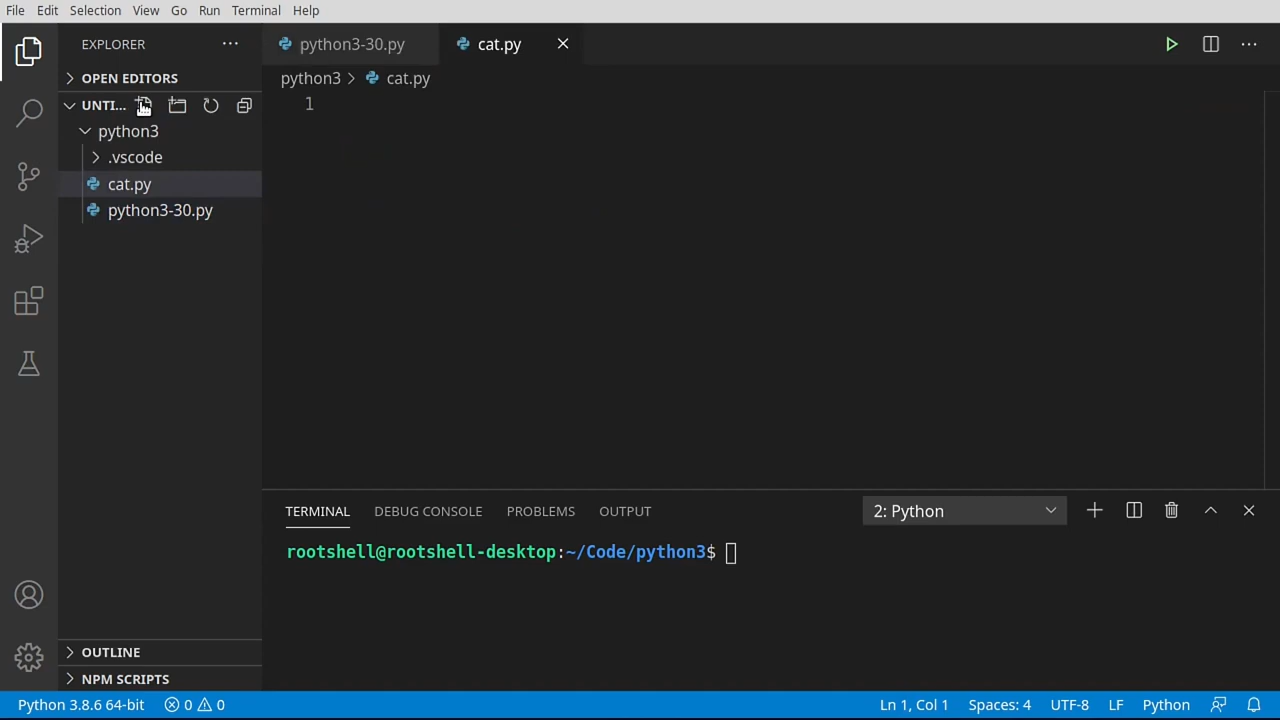 File Edit Selection View Go Run Terminal Help
EXPLORER
python3-30.py
cat.py
OPEN EDITORS
python3 > cat.py
UNTI...
1
python3
.vscode
cat.py
python3-30.py
TERMINAL DEBUG CONSOLE PROBLEMS OUTPUT
2: Python
rootshell@rootshell-desktop:~/Code/python3$
OUTLINE
NPM SCRIPTS
Python 3.8.6 64-bit 0 0 Ln 1, Col 1 Spaces: 4 UTF-8 LF Python